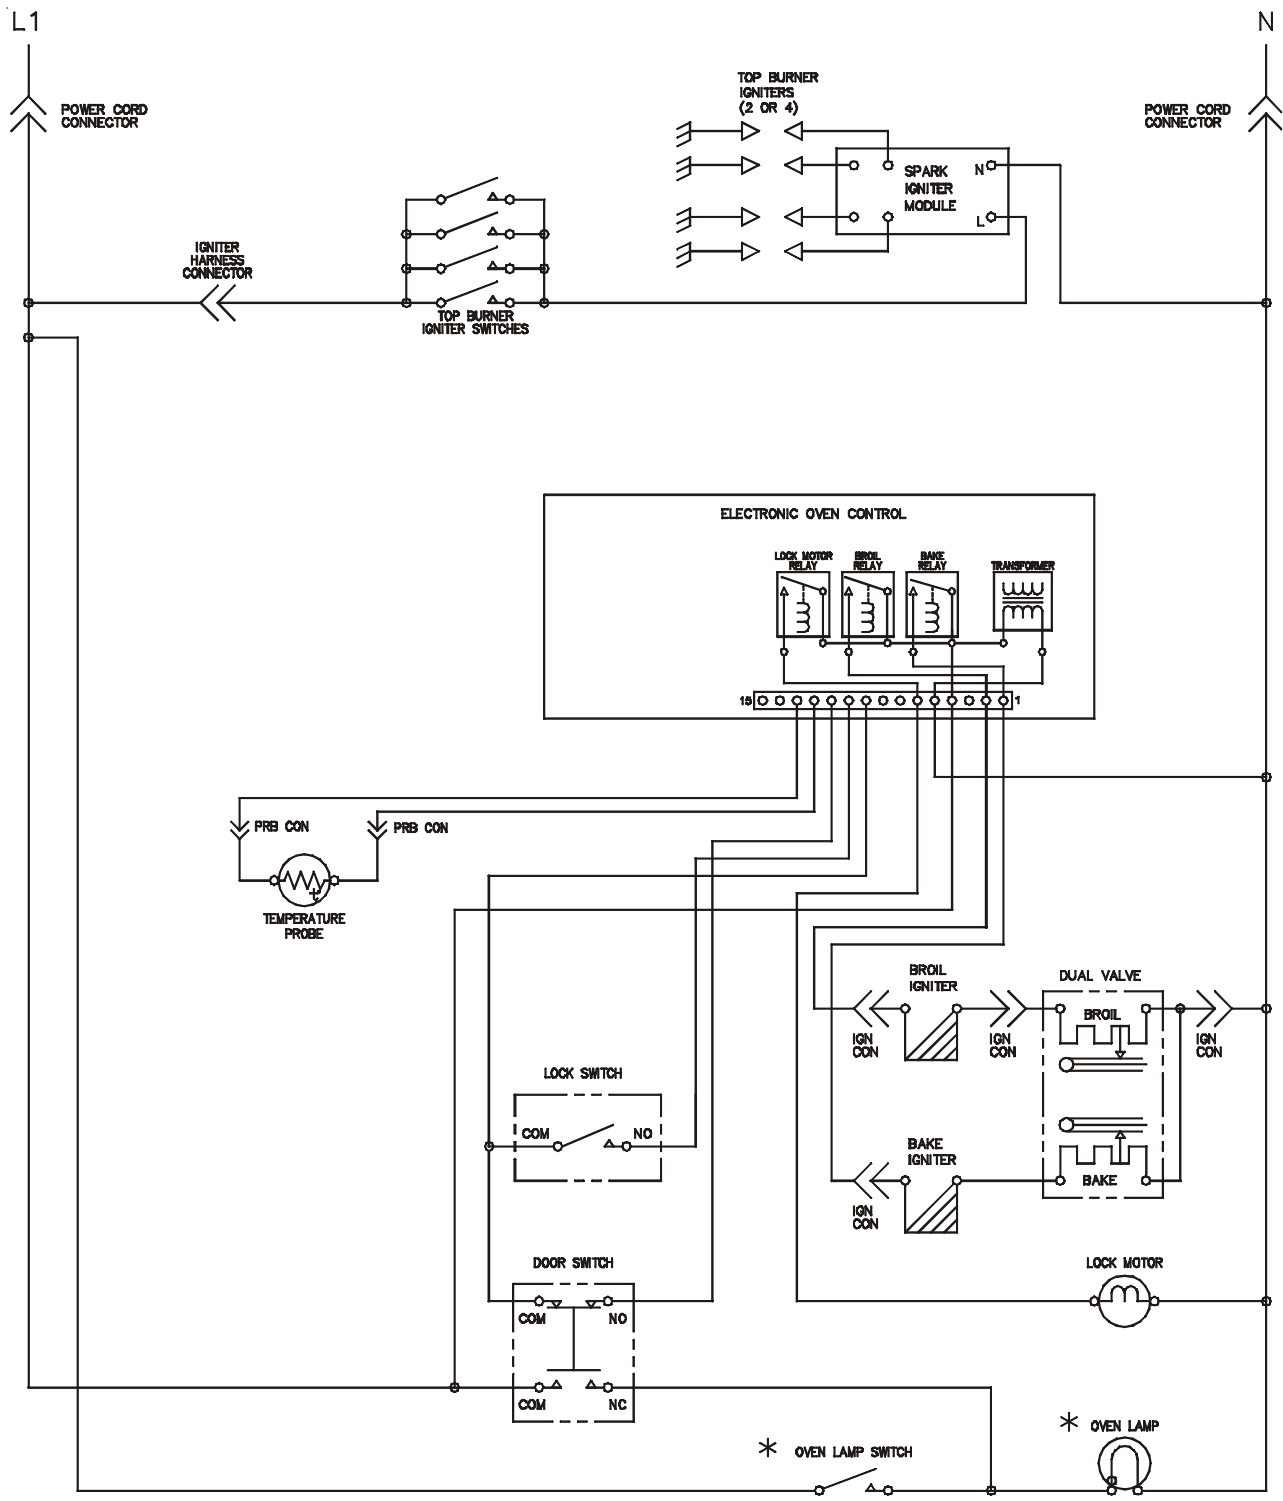 L1
N
POWER CORD
CONNECTOR
TOP BURNER
IGNITERS
(2 OR 4)
POWER CORD
CONNECTOR
SPARK
IGNITER
MODULE
N
L
IGNITER
HARNESS
CONNECTOR
TOP BURNER
IGNITER SWITCHES
ELECTRONIC OVEN CONTROL
LOCK MOTOR
RELAY
BROIL
RELAY
BAKE
RELAY
TRANSFORMER
15
1
PRB CON
PRB CON
TEMPERATURE
PROBE
BROIL
IGNITER
DUAL VALVE
BROIL
IGN
CON
IGN
CON
IGN
CON
LOCK SWITCH
COM
NO
BAKE
IGNITER
BAKE
IGN
CON
DOOR SWITCH
COM
NO
LOCK MOTOR
COM
NC
* OVEN LAMP SWITCH
* OVEN LAMP